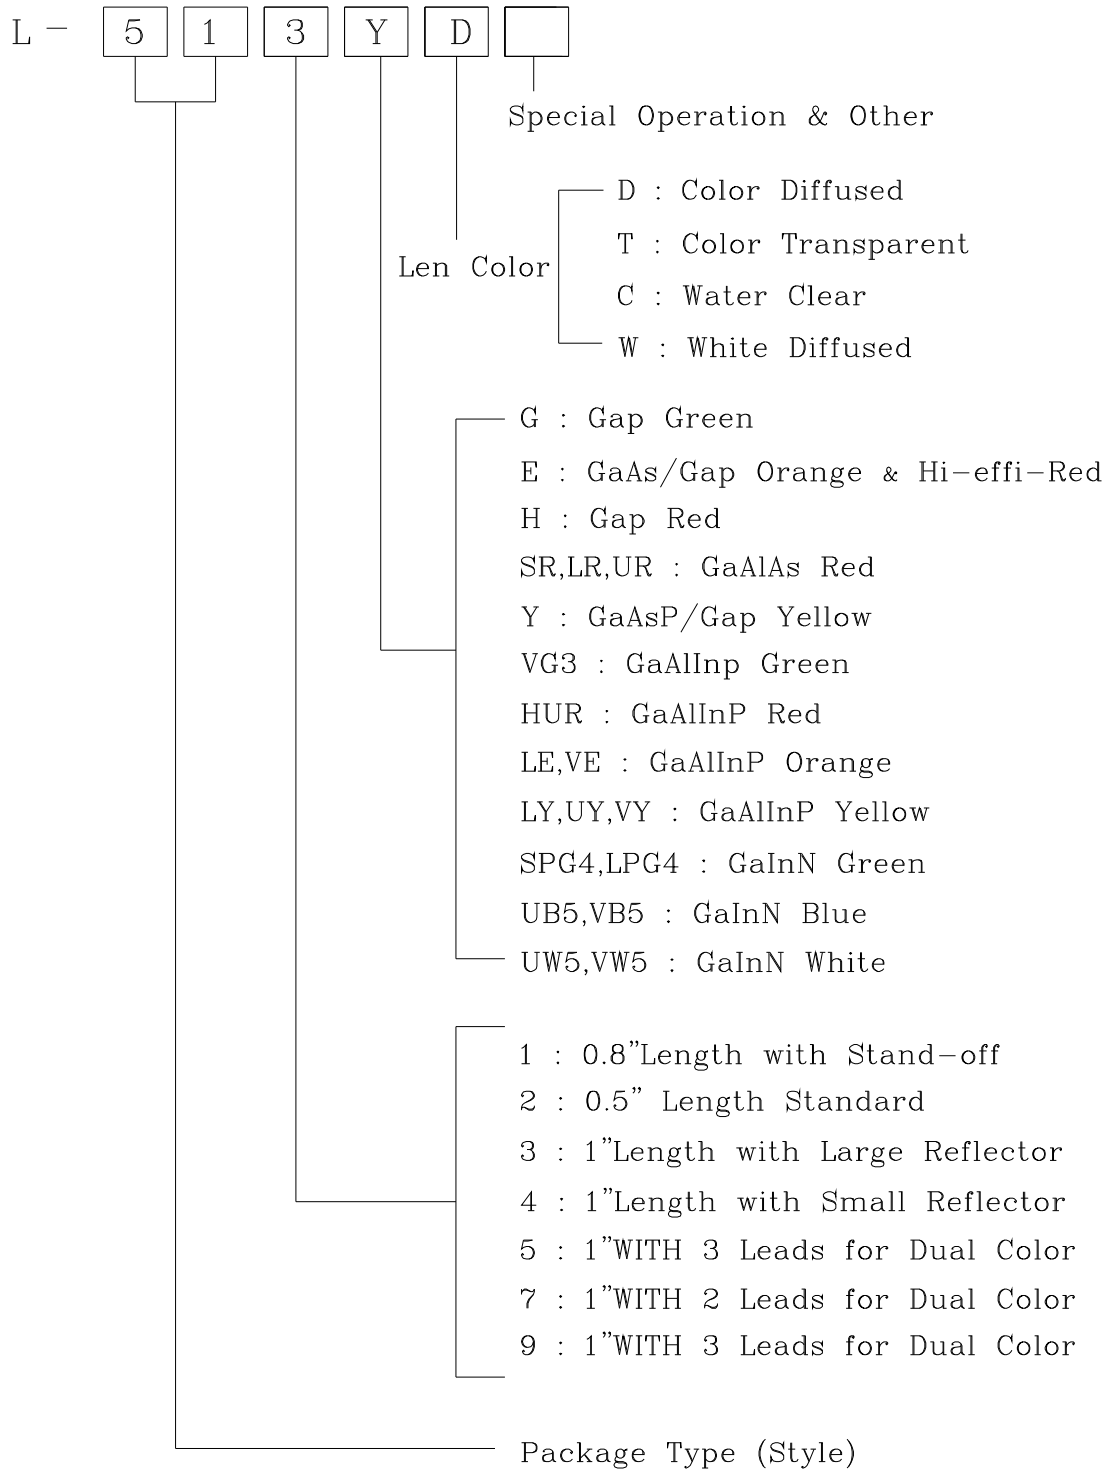 L - 5 1 3 Y D
Special Operation & Other
D : Color Diffused
T : Color Transparent
Len Color
C : Water Clear
W : White Diffused
G : Gap Green
E : GaAs/Gap Orange & Hi-effi-Red
H : Gap Red
SR,LR,UR : GaAlAs Red
Y : GaAsP/Gap Yellow
VG3 : GaAlInp Green
HUR : GaAlInP Red
LE,VE : GaAlInP Orange
LY,UY,VY : GaAlInP Yellow
SPG4,LPG4 : GaInN Green
UB5,VB5 : GaInN Blue
UW5,VW5 : GaInN White
1 : 0.8"Length with Stand-off
2 : 0.5" Length Standard
3 : 1"Length with Large Reflector
4 : 1"Length with Small Reflector
5 : 1"WITH 3 Leads for Dual Color
7 : 1"WITH 2 Leads for Dual Color
9 : 1"WITH 3 Leads for Dual Color
Package Type (Style)